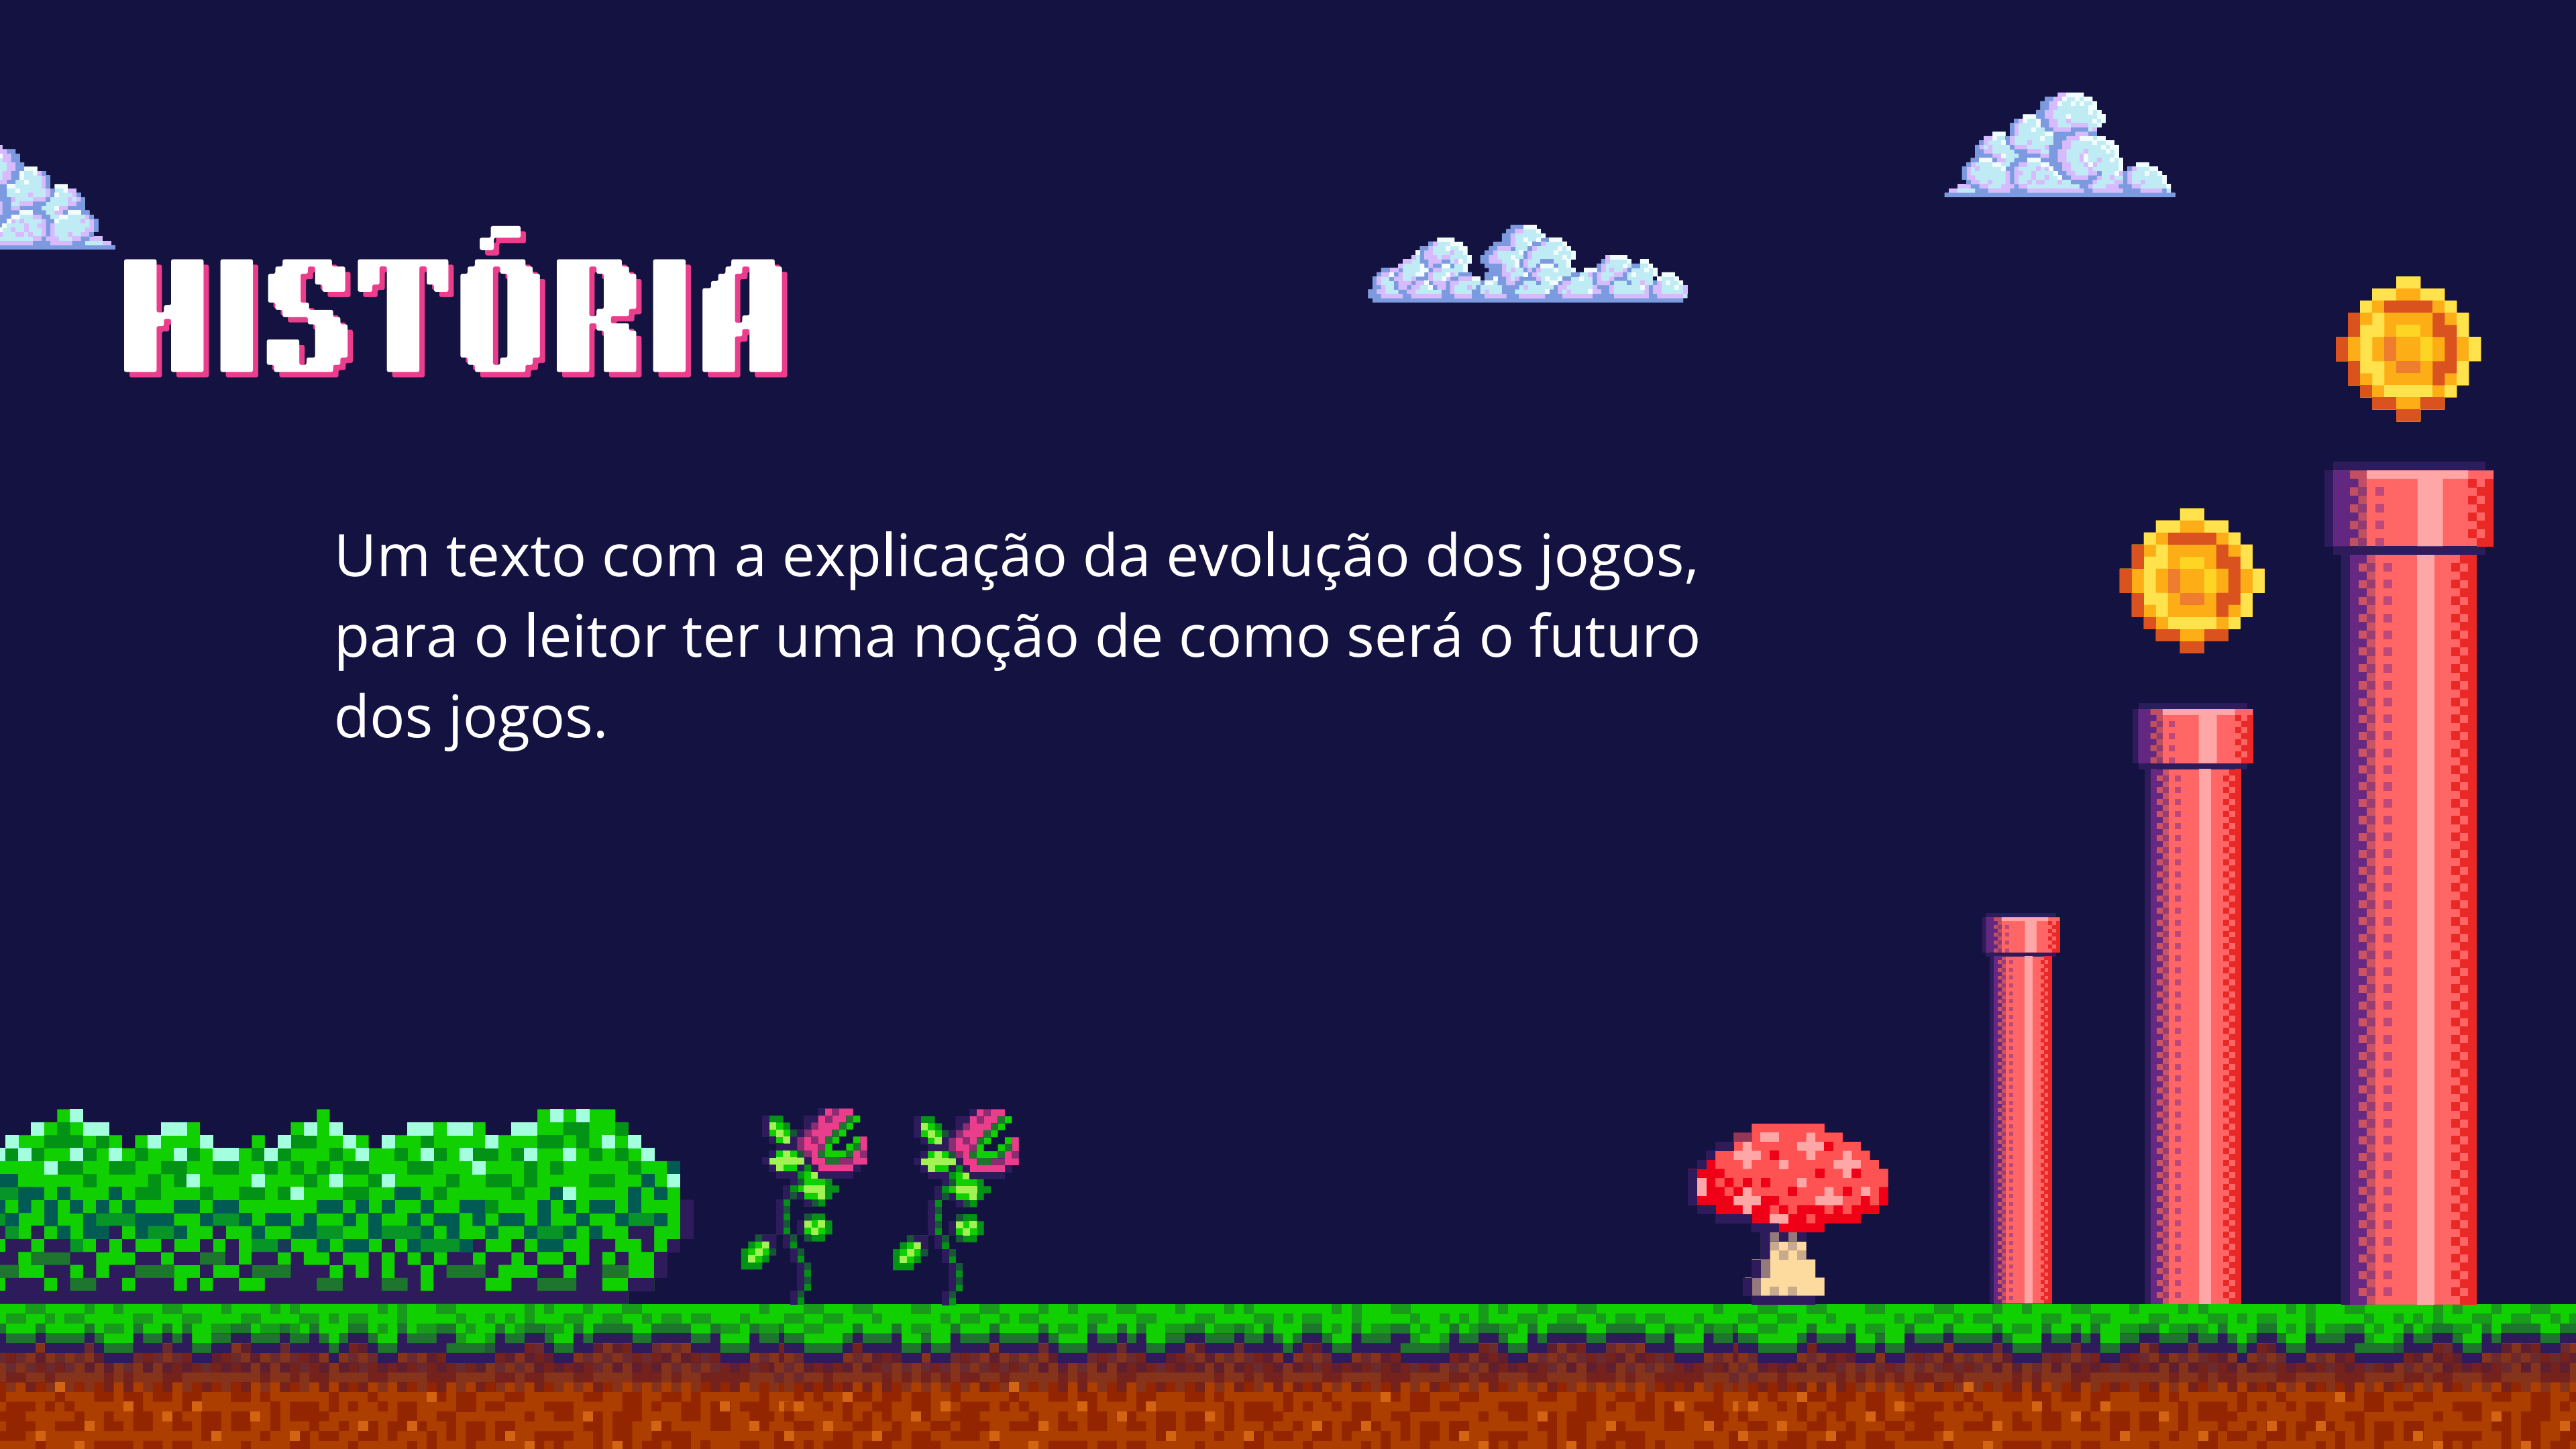 HISTÓRIA
Um texto com a explicação da evolução dos jogos,
para o leitor ter uma noção de como será o futuro
dos jogos.